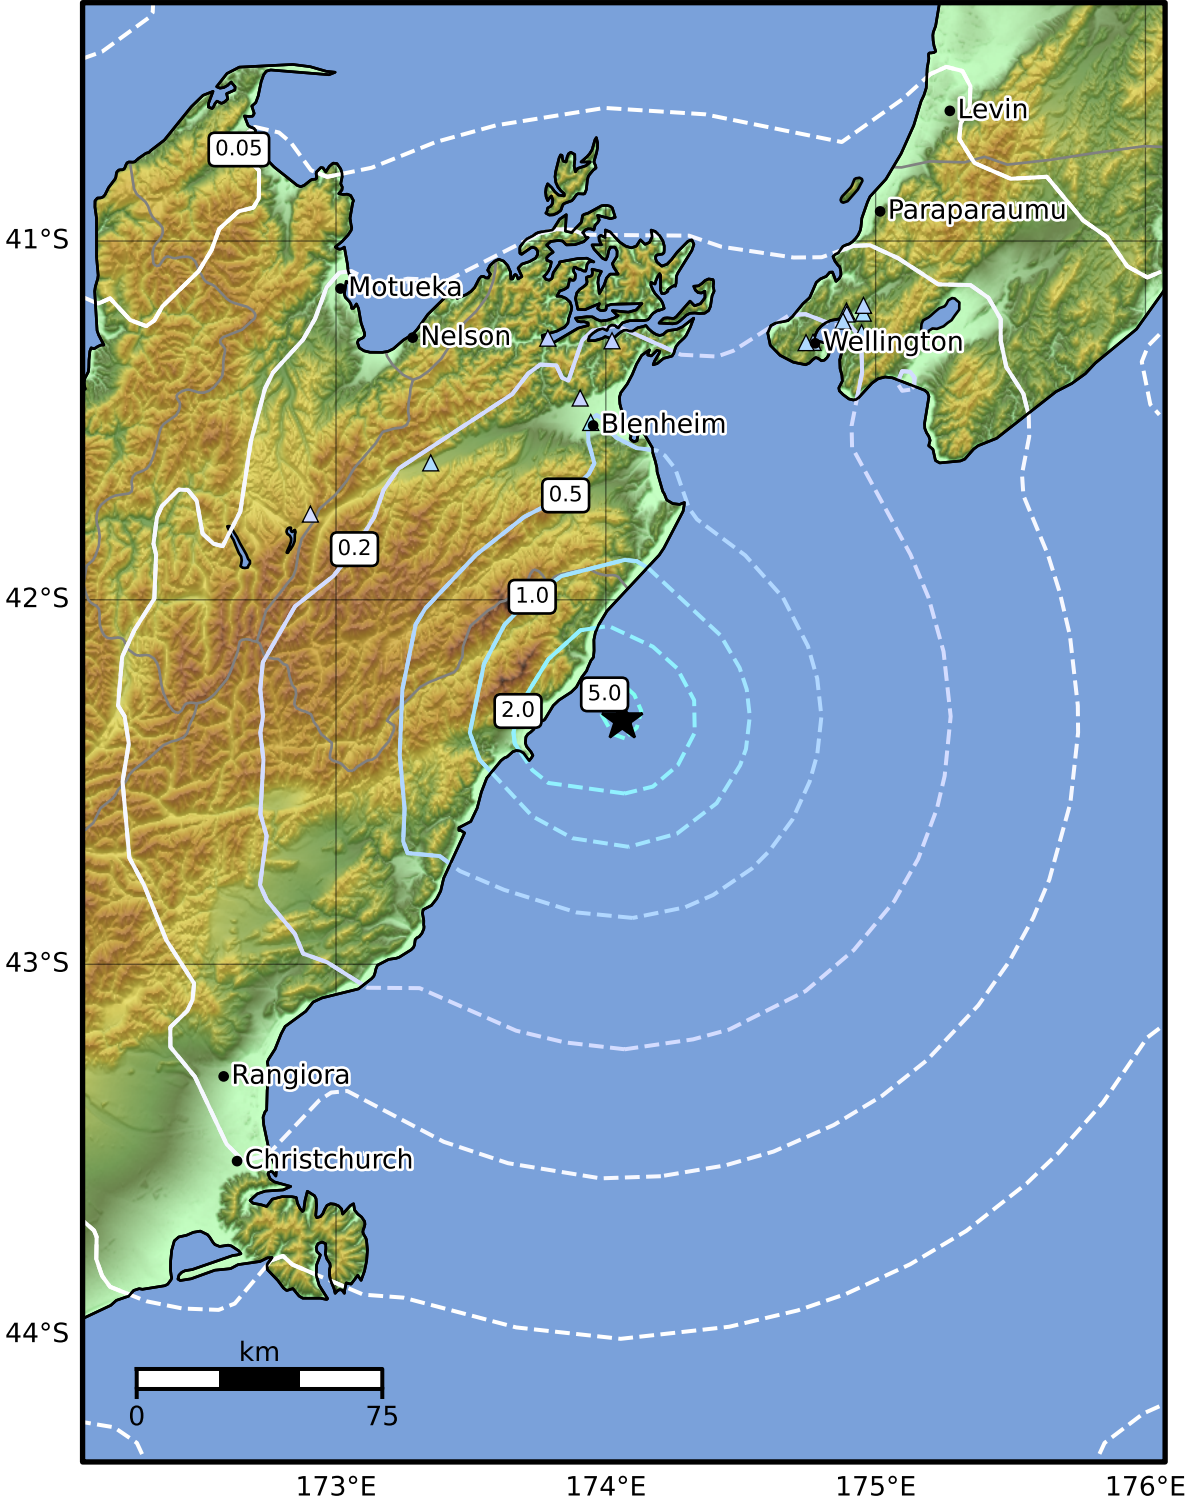 Levin
0.05
Paraparaumu
41°S
Motueka
Nelson
Wellington
Blenheim
0.5
0.2
42°S
1.0
5.0
2.0
43°S
Rangiora
Christchurch
44°S
km
0
75
173°E
174°E
175°E
176°E